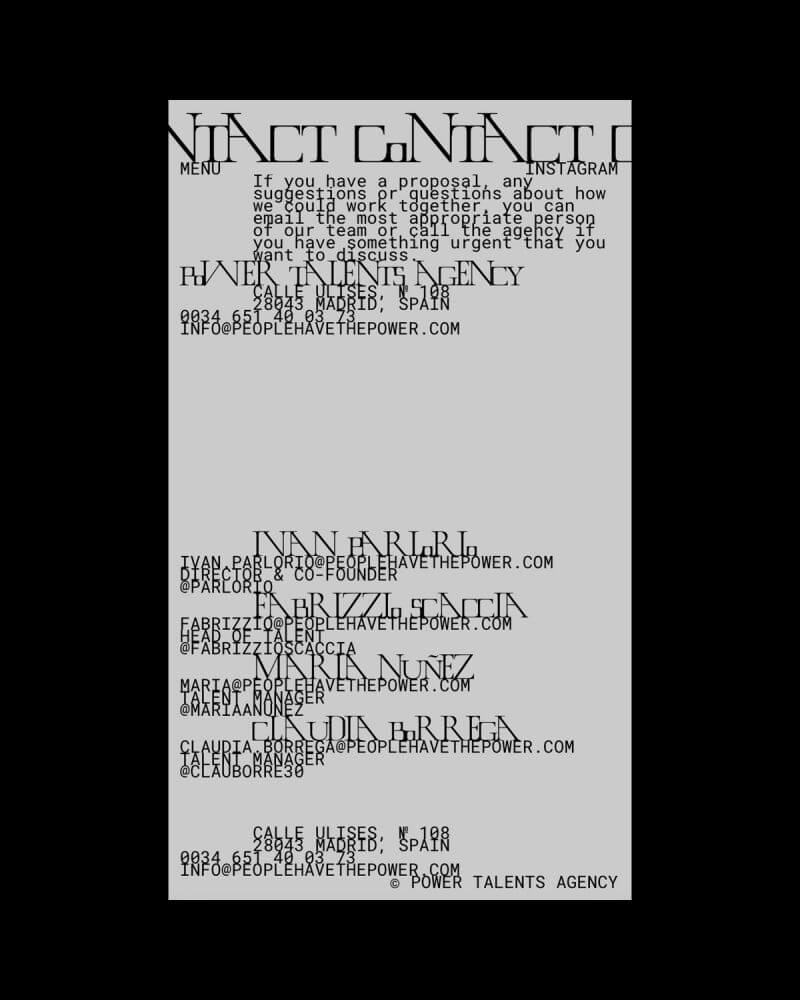 NTACT CoNTACT C
MENU INSTAGRAM
If you have a proposal, any
suggestions or questions about how
we could work together, you can
email the most appropriate person
of our team or call the agency if
you have something urgent that you
want to discuss.
PoWER TALENTS AGENCY
CALLE ULISES, Nº 108
28043 MADRID, SPAIN
0034 651 40 03 73
INFO@PEOPLEHAVETHEPOWER.COM
IVAN PARLoRIo
IVAN.PARLORIO@PEOPLEHAVETHEPOWER.COM
DIRECTOR & CO-FOUNDER
@PARLORIO
FABRIZZIo SCACCIA
FABRIZZIO@PEOPLEHAVETHEPOWER.COM
HEAD OF TALENT
@FABRIZZIOSCACCIA
MARIA NUÑEZ
MARIA@PEOPLEHAVETHEPOWER.COM
TALENT MANAGER
@MARIAANUNEZ
CLAUDIA BoRREGA
CLAUDIA.BORREGA@PEOPLEHAVETHEPOWER.COM
TALENT MANAGER
@CLAUBORRE30
CALLE ULISES, Nº 108
28043 MADRID, SPAIN
0034 651 40 03 73
INFO@PEOPLEHAVETHEPOWER.COM
© POWER TALENTS AGENCY